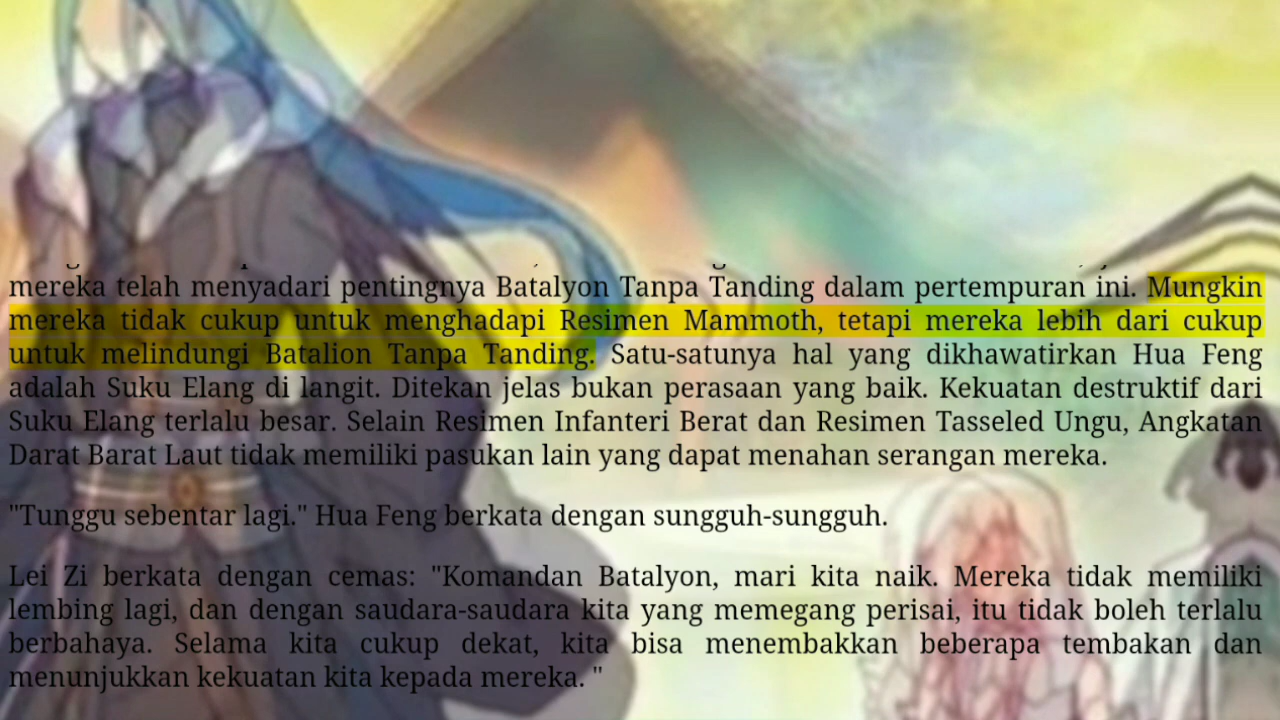 mereka telah menyadari pentingnya Batalyon Tanpa Tanding dalam pertempuran ini. Mungkin
mereka tidak cukup untuk menghadapi Resimen Mammoth, tetapi mereka lebih dari cukup
untuk melindungi Batalion Tanpa Tanding. Satu-satunya hal yang dikhawatirkan Hua Feng
adalah Suku Elang di langit. Ditekan jelas bukan perasaan yang baik. Kekuatan destruktif dari
Suku Elang terlalu besar. Selain Resimen Infanteri Berat dan Resimen Tasseled Ungu, Angkatan
Darat Barat Laut tidak memiliki pasukan lain yang dapat menahan serangan mereka.
"Tunggu sebentar lagi." Hua Feng berkata dengan sungguh-sungguh.
Lei Zi berkata dengan cemas: "Komandan Batalyon, mari kita naik. Mereka tidak memiliki
lembing lagi, dan dengan saudara-saudara kita yang memegang perisai, itu tidak boleh terlalu
berbahaya. Selama kita cukup dekat, kita bisa menembakkan beberapa tembakan dan
menunjukkan kekuatan kita kepada mereka. "